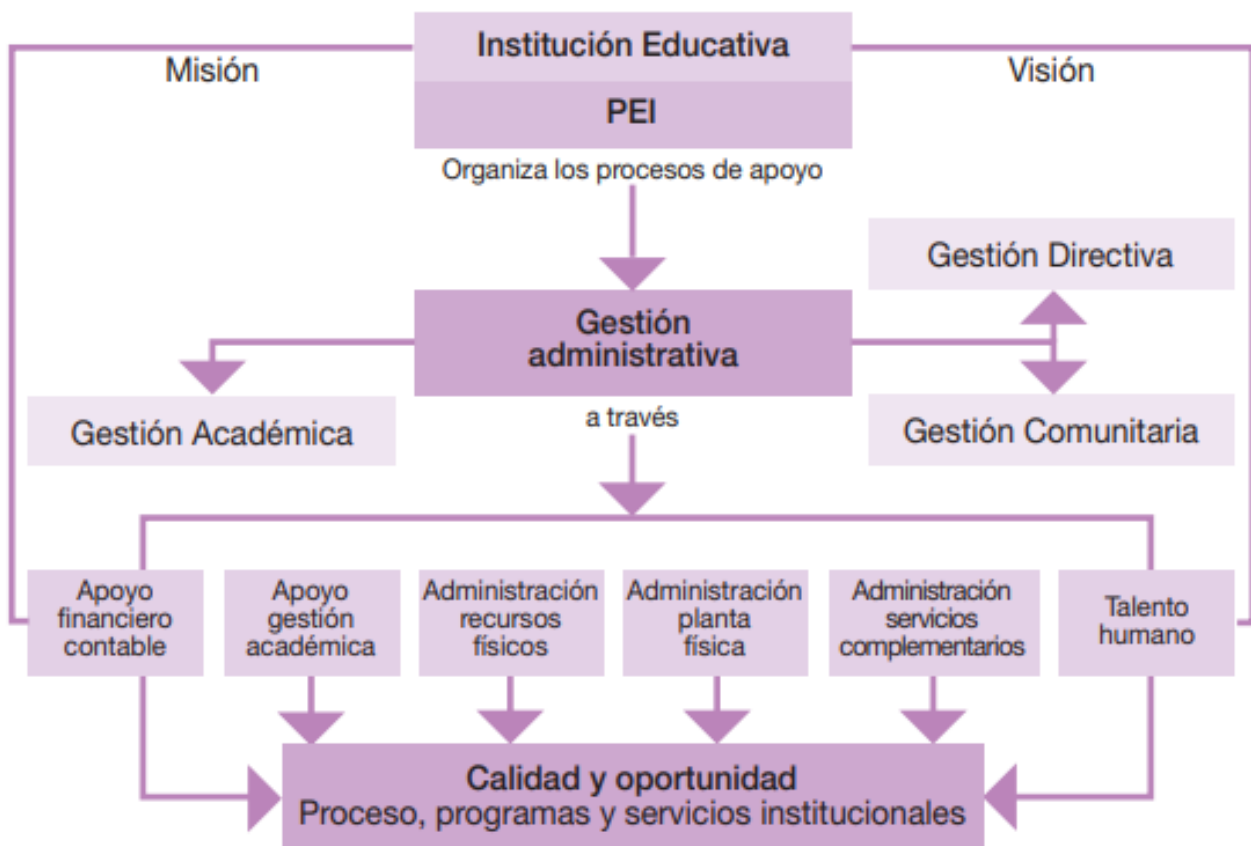 Institución Educativa
Misión
Visión
PEI
Organiza los procesos de apoyo
Gestión Directiva
Gestión
administrativa
Gestión Académica
a través
Gestión Comunitaria
Apoyo
financiero
contable
Apoyo
gestión
académica
Administración
recursos
físicos
Administración
planta
física
Administración
servicios
complementarios
Talento
humano
Calidad y oportunidad
Proceso, programas y servicios institucionales